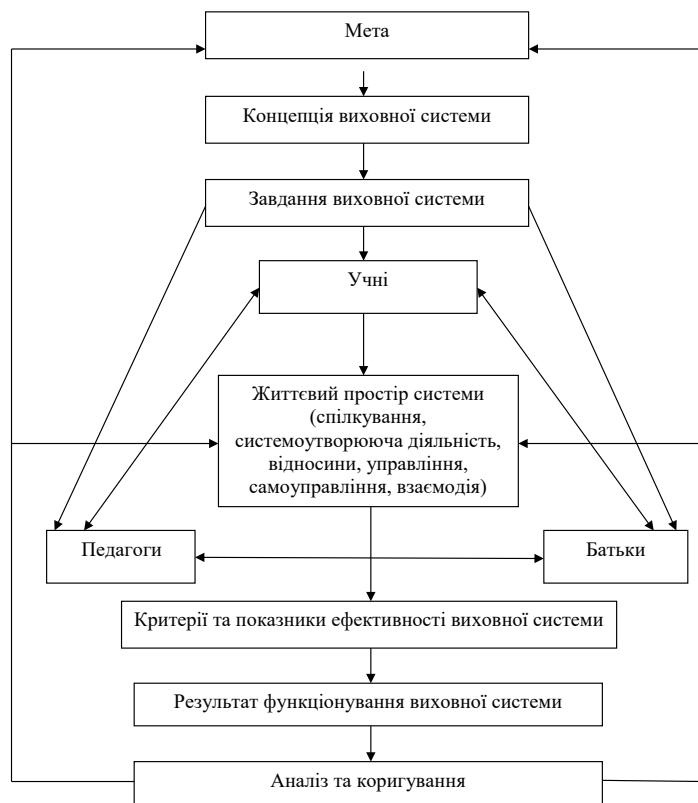 Мета
Концепція виховної системи
Завдання виховної системи
Учні
Життєвий простір системи
(спілкування,
системоутворююча діяльність,
відносини, управління,
самоуправління, взаємодія)
Педагоги
Батьки
Критерії та показники ефективності виховної системи
Результат функціонування виховної системи
Аналіз та коригування